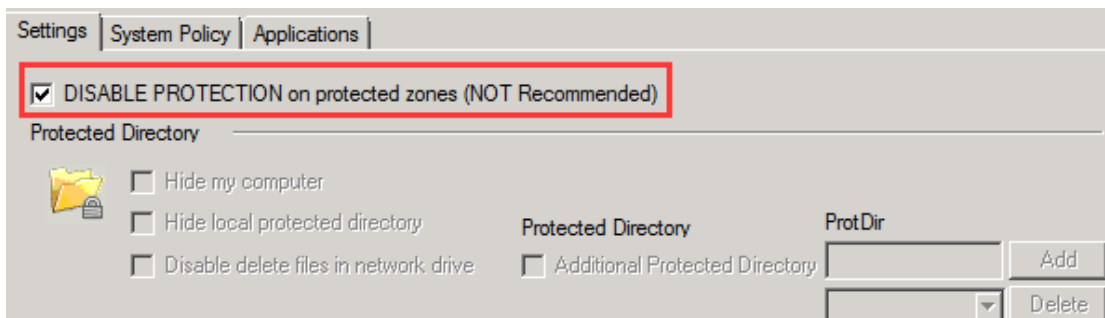 Settings System Policy Applications
DISABLE PROTECTION on protected zones (NOT Recommended)
Protected Directory
Hide my computer
Hide local protected directory
Disable delete files in network drive
Protected Directory
Additional Protected Directory
ProtDir
Add
Delete